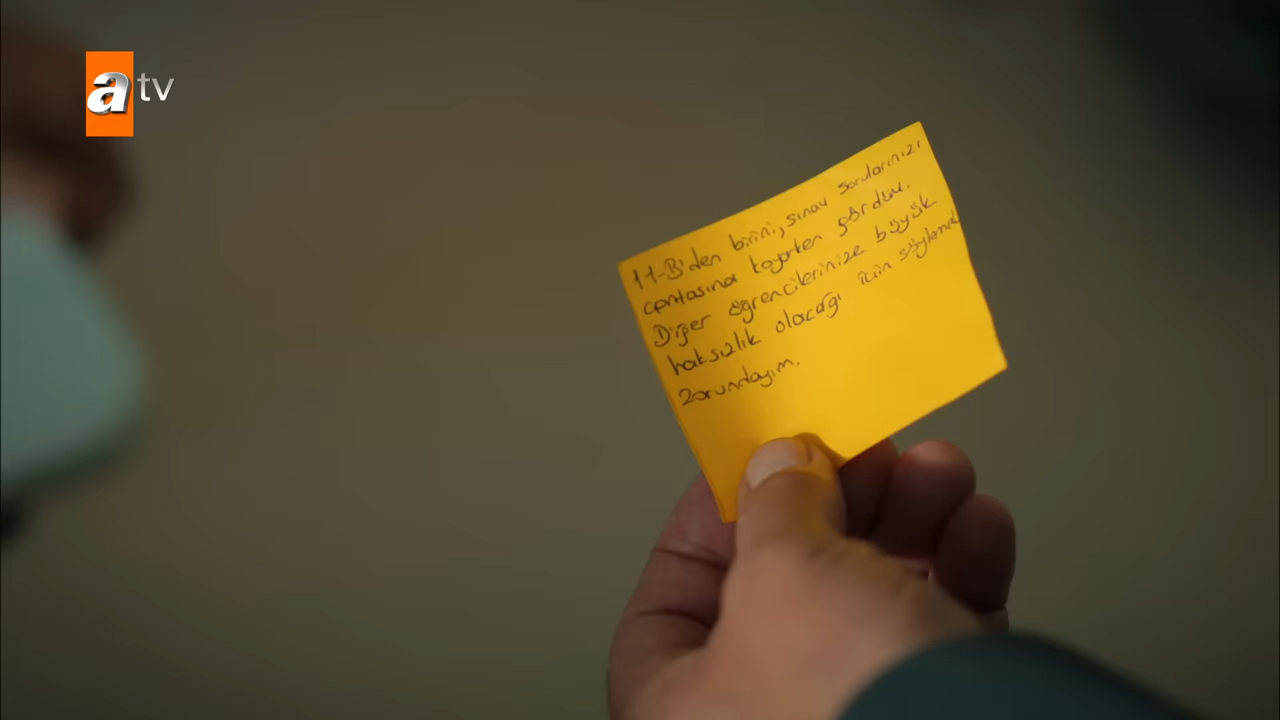 atv
11-B'den birini, sınav sorularınızı
çantasına koyarken gördüm.
Diğer öğrencilerinize büyük
haksızlık olacağı için söylemek
zorundayım.